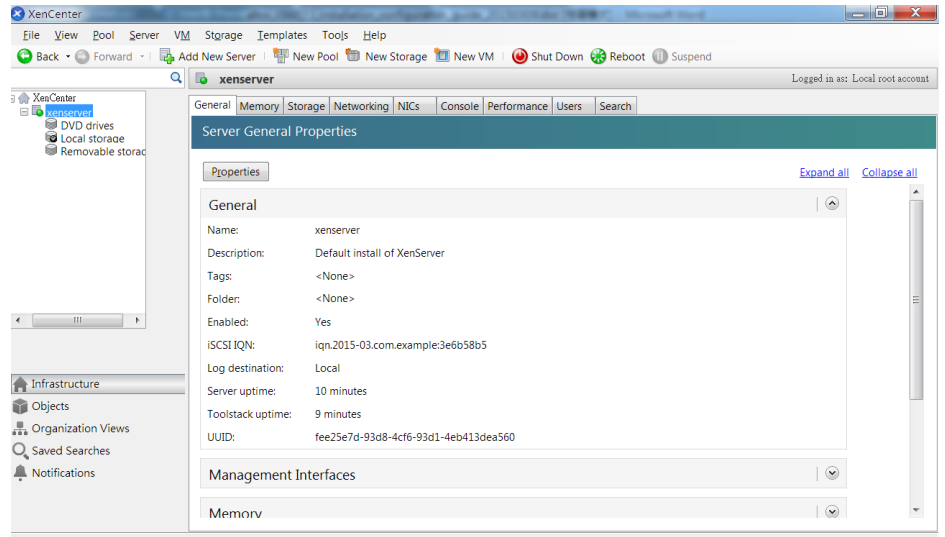 XenCenter
File View Pool Server VM Storage Templates Tools Help
Back Forward Add New Server New Pool New Storage New VM Shut Down Reboot Suspend
xenserver Logged in as: Local root account
XenCenter
xenserver
DVD drives
Local storage
Removable storag
General Memory Storage Networking NICs Console Performance Users Search
Server General Properties
Properties Expand all Collapse all
General
Name: xenserver
Description: Default install of XenServer
Tags: <None>
Folder: <None>
Enabled: Yes
iSCSI IQN: iqn.2015-03.com.example:3e6b58b5
Log destination: Local
Server uptime: 10 minutes
Toolstack uptime: 9 minutes
UUID: fee25e7d-93d8-4cf6-93d1-4eb413dea560
Management Interfaces
Memory
Infrastructure
Objects
Organization Views
Saved Searches
Notifications